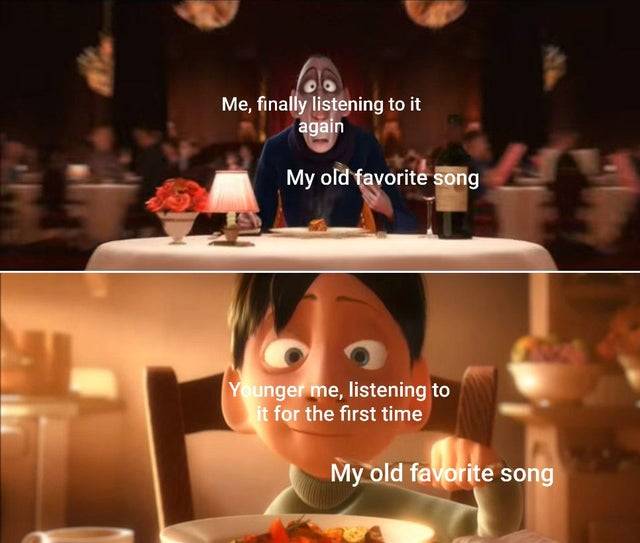 Me, finally listening to it
again
My old favorite song
Younger me, listening to
it for the first time
My old favorite song